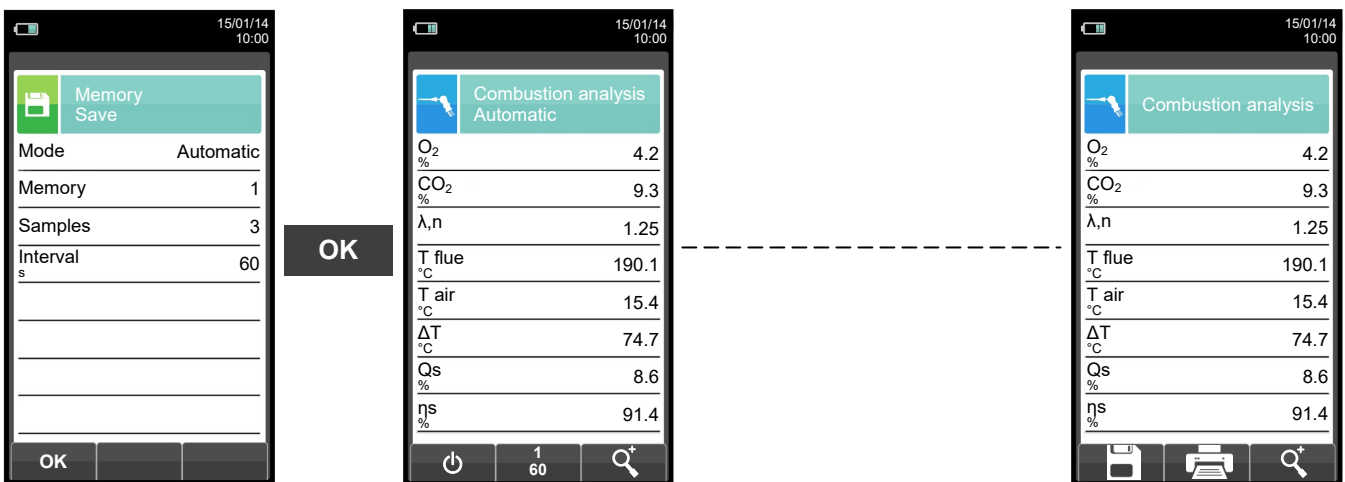 15/01/14
10:00
Memory
Save
Mode Automatic
Memory 1
Samples 3
Interval
s 60
OK
OK
15/01/14
10:00
Combustion analysis
Automatic
O₂
% 4.2
CO₂
% 9.3
λ,n 1.25
T flue
°C 190.1
T air
°C 15.4
ΔT
°C 74.7
Qs
% 8.6
ηs
% 91.4
1
60
15/01/14
10:00
Combustion analysis
O₂
% 4.2
CO₂
% 9.3
λ,n 1.25
T flue
°C 190.1
T air
°C 15.4
ΔT
°C 74.7
Qs
% 8.6
ηs
% 91.4